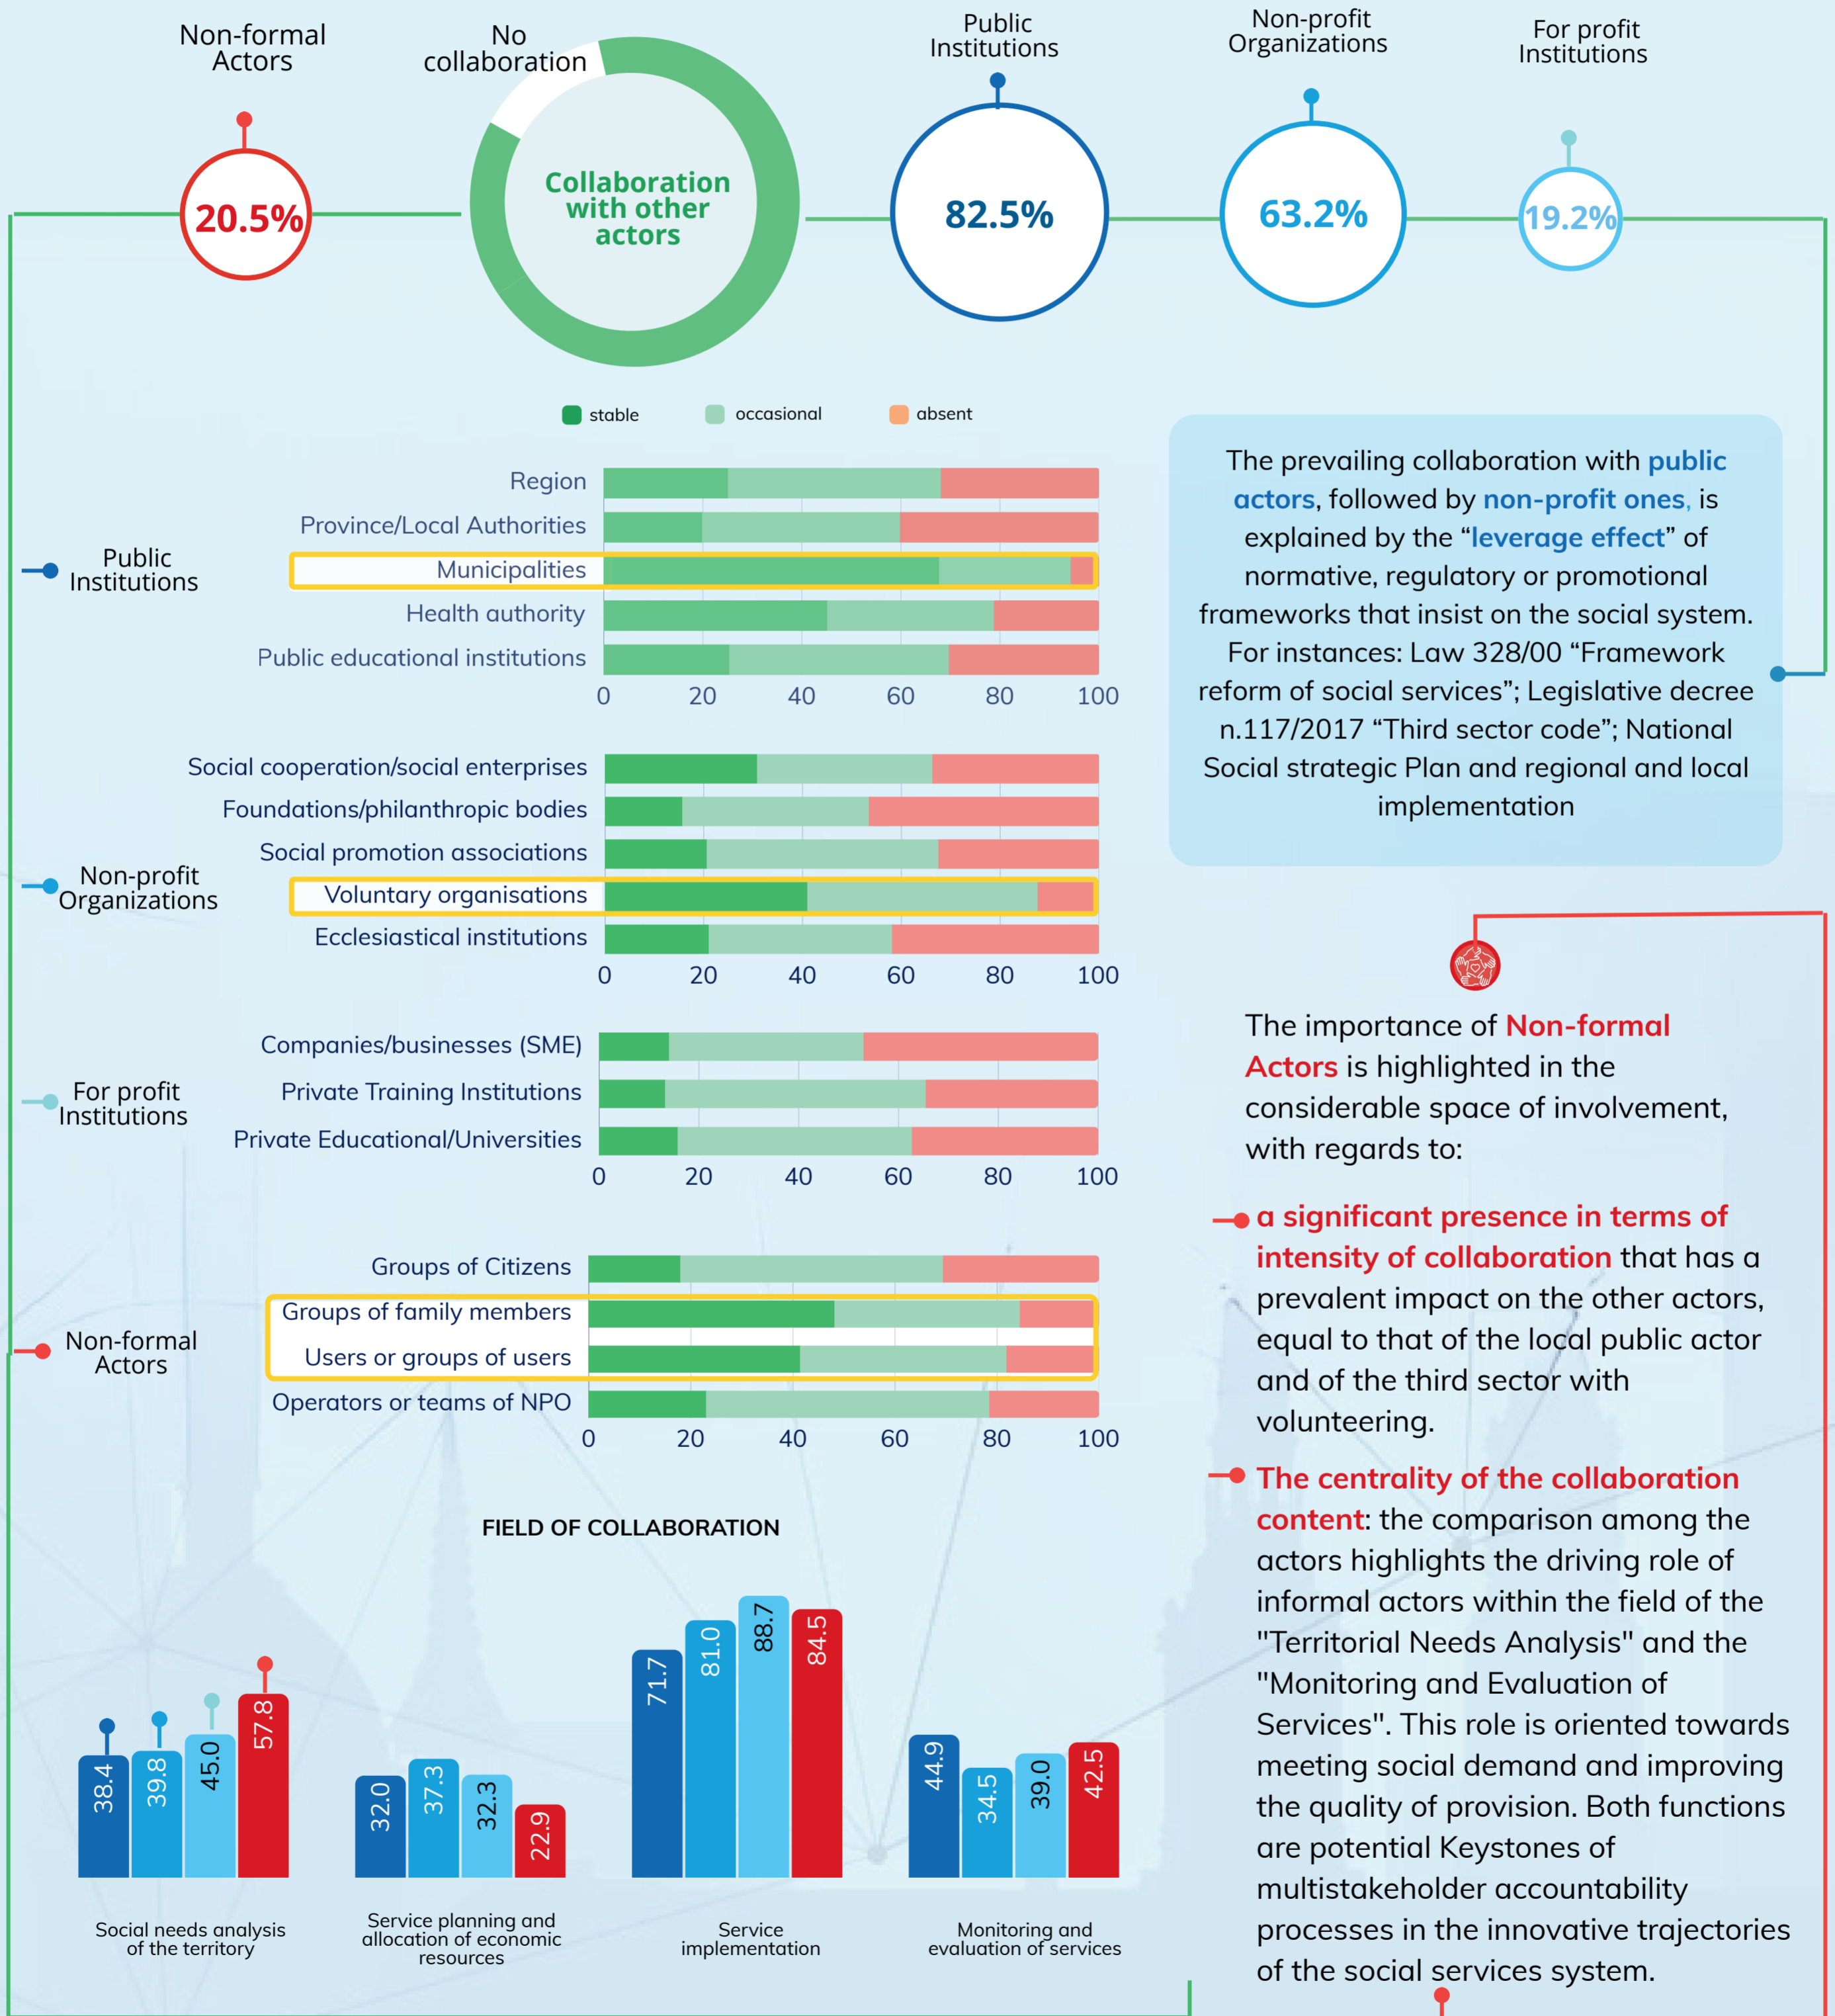 Non-formal
Actors
No
collaboration
Public
Institutions
Non-profit
Organizations
For profit
Institutions
20.5%
Collaboration
with other
actors
82.5%
63.2%
19.2%
stable
occasional
absent
Public
Institutions
Region
Province/Local Authorities
Municipalities
Health authority
Public educational institutions
0 20 40 60 80 100
The prevailing collaboration with public
actors, followed by non-profit ones, is
explained by the “leverage effect” of
normative, regulatory or promotional
frameworks that insist on the social system.
For instances: Law 328/00 “Framework
reform of social services”; Legislative decree
n.117/2017 “Third sector code”; National
Social strategic Plan and regional and local
implementation
Non-profit
Organizations
Social cooperation/social enterprises
Foundations/philanthropic bodies
Social promotion associations
Voluntary organisations
Ecclesiastical institutions
0 20 40 60 80 100
For profit
Institutions
Companies/businesses (SME)
Private Training Institutions
Private Educational/Universities
0 20 40 60 80 100
Non-formal
Actors
Groups of Citizens
Groups of family members
Users or groups of users
Operators or teams of NPO
0 20 40 60 80 100
The importance of Non-formal
Actors is highlighted in the
considerable space of involvement,
with regards to:
a significant presence in terms of
intensity of collaboration that has a
prevalent impact on the other actors,
equal to that of the local public actor
and of the third sector with
volunteering.
The centrality of the collaboration
content: the comparison among the
actors highlights the driving role of
informal actors within the field of the
"Territorial Needs Analysis" and the
"Monitoring and Evaluation of
Services". This role is oriented towards
meeting social demand and improving
the quality of provision. Both functions
are potential Keystones of
multistakeholder accountability
processes in the innovative trajectories
of the social services system.
FIELD OF COLLABORATION
38.4
39.8
45.0
57.8
Social needs analysis
of the territory
32.0
37.3
32.3
22.9
Service planning and
allocation of economic
resources
71.7
81.0
88.7
84.5
Service
implementation
44.9
34.5
39.0
42.5
Monitoring and
evaluation of services